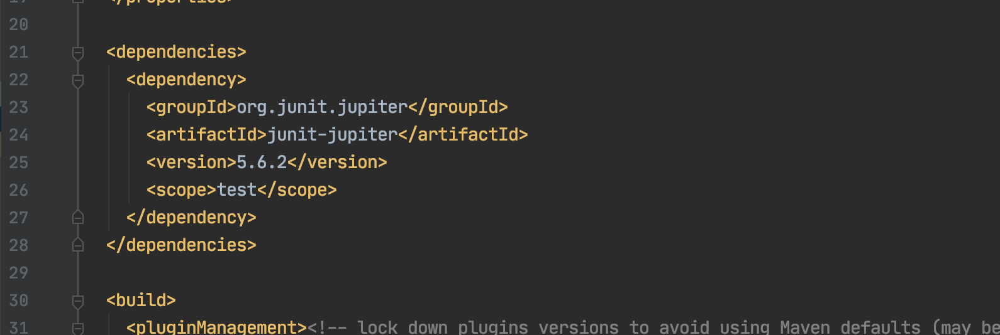 19 </properties>
20
21 <dependencies>
22 <dependency>
23 <groupId>org.junit.jupiter</groupId>
24 <artifactId>junit-jupiter</artifactId>
25 <version>5.6.2</version>
26 <scope>test</scope>
27 </dependency>
28 </dependencies>
29
30 <build>
31 <pluginManagement><!-- lock down plugins versions to avoid using Maven defaults (may be